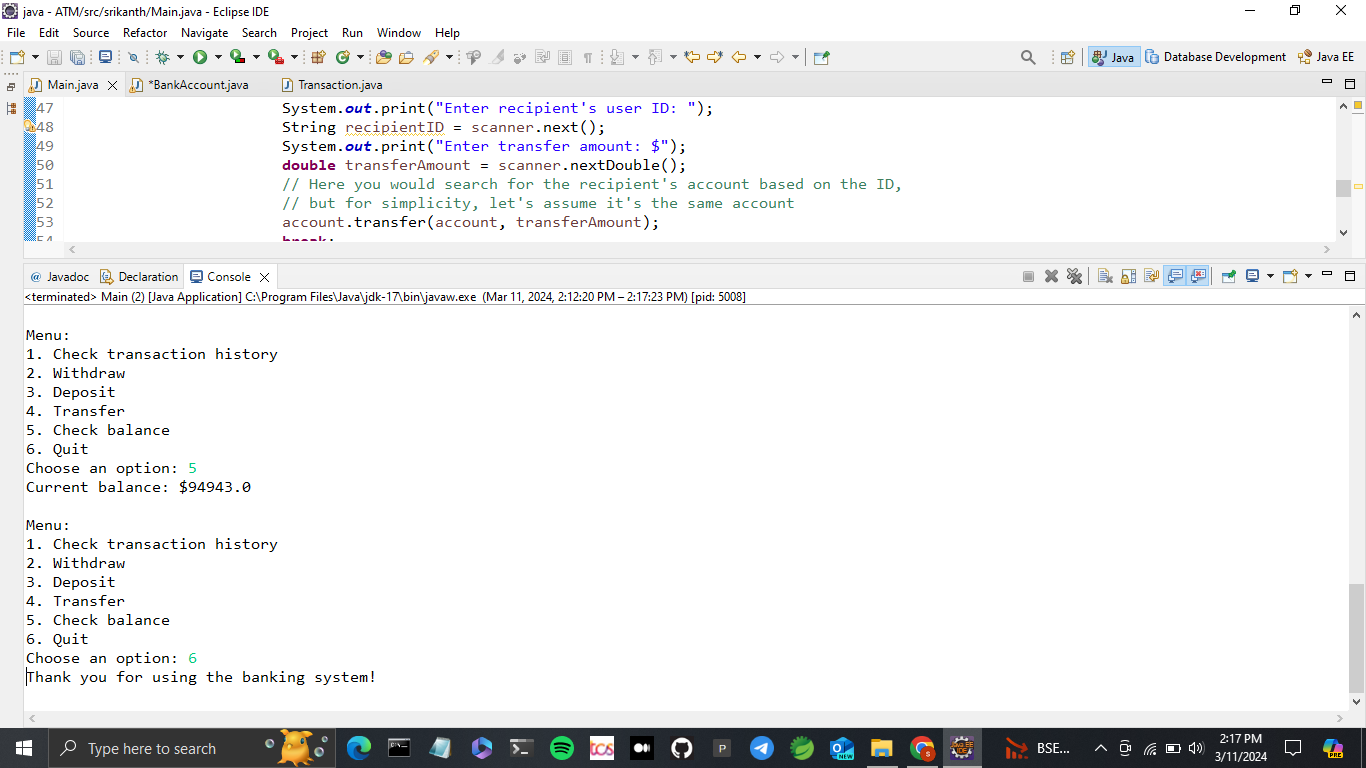 java - ATM/src/srikanth/Main.java - Eclipse IDE
File Edit Source Refactor Navigate Search Project Run Window Help
Java Database Development Java EE
Main.java *BankAccount.java Transaction.java
47 System.out.print("Enter recipient's user ID: ");
48 String recipientID = scanner.next();
49 System.out.print("Enter transfer amount: $");
50 double transferAmount = scanner.nextDouble();
51 // Here you would search for the recipient's account based on the ID,
52 // but for simplicity, let's assume it's the same account
53 account.transfer(account, transferAmount);
54 break;
@ Javadoc Declaration Console
<terminated> Main (2) [Java Application] C:\Program Files\Java\jdk-17\bin\javaw.exe (Mar 11, 2024, 2:12:20 PM – 2:17:23 PM) [pid: 5008]
Menu:
1. Check transaction history
2. Withdraw
3. Deposit
4. Transfer
5. Check balance
6. Quit
Choose an option: 5
Current balance: $94943.0
Menu:
1. Check transaction history
2. Withdraw
3. Deposit
4. Transfer
5. Check balance
6. Quit
Choose an option: 6
Thank you for using the banking system!
Type here to search
tcs
P
NEW
S
BSE...
2:17 PM
3/11/2024
PRE